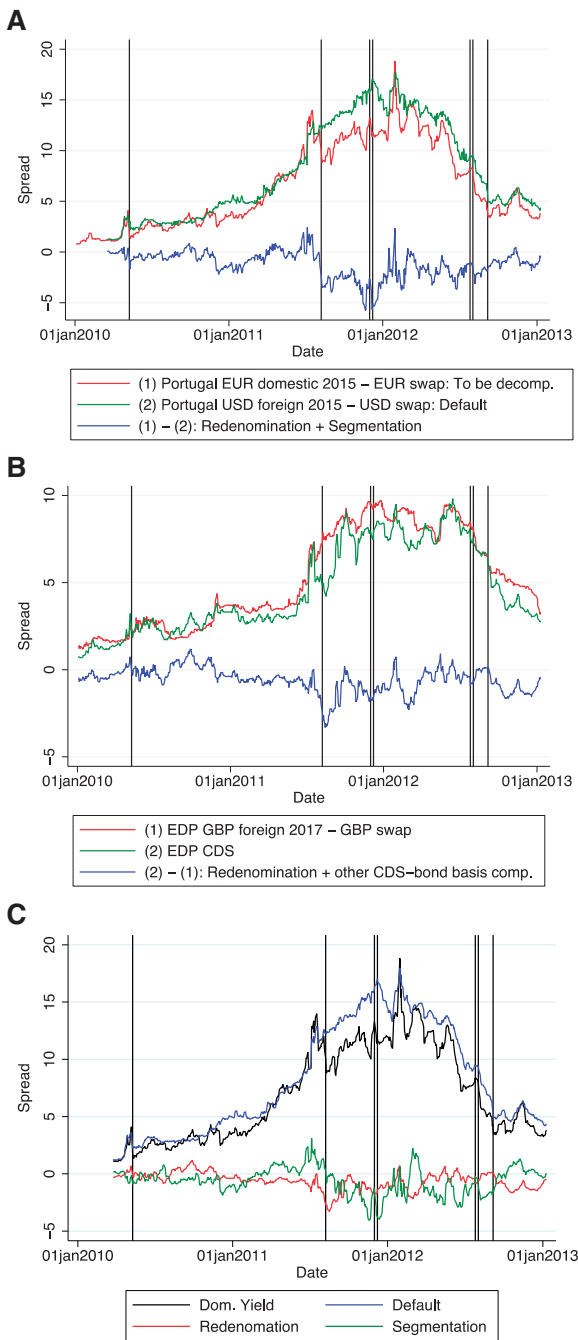 A
20
15
10
5
0
−5
Spread
01jan2010
01jan2011
01jan2012
01jan2013
Date
(1) Portugal EUR domestic 2015 − EUR swap: To be decomp.
(2) Portugal USD foreign 2015 − USD swap: Default
(1) − (2): Redenomination + Segmentation
B
10
5
0
−5
Spread
01jan2010
01jan2011
01jan2012
01jan2013
Date
(1) EDP GBP foreign 2017 − GBP swap
(2) EDP CDS
(2) − (1): Redenomination + other CDS−bond basis comp.
C
20
15
10
5
0
−5
Spread
01jan2010
01jan2011
01jan2012
01jan2013
Date
Dom. Yield
Default
Redenomation
Segmentation